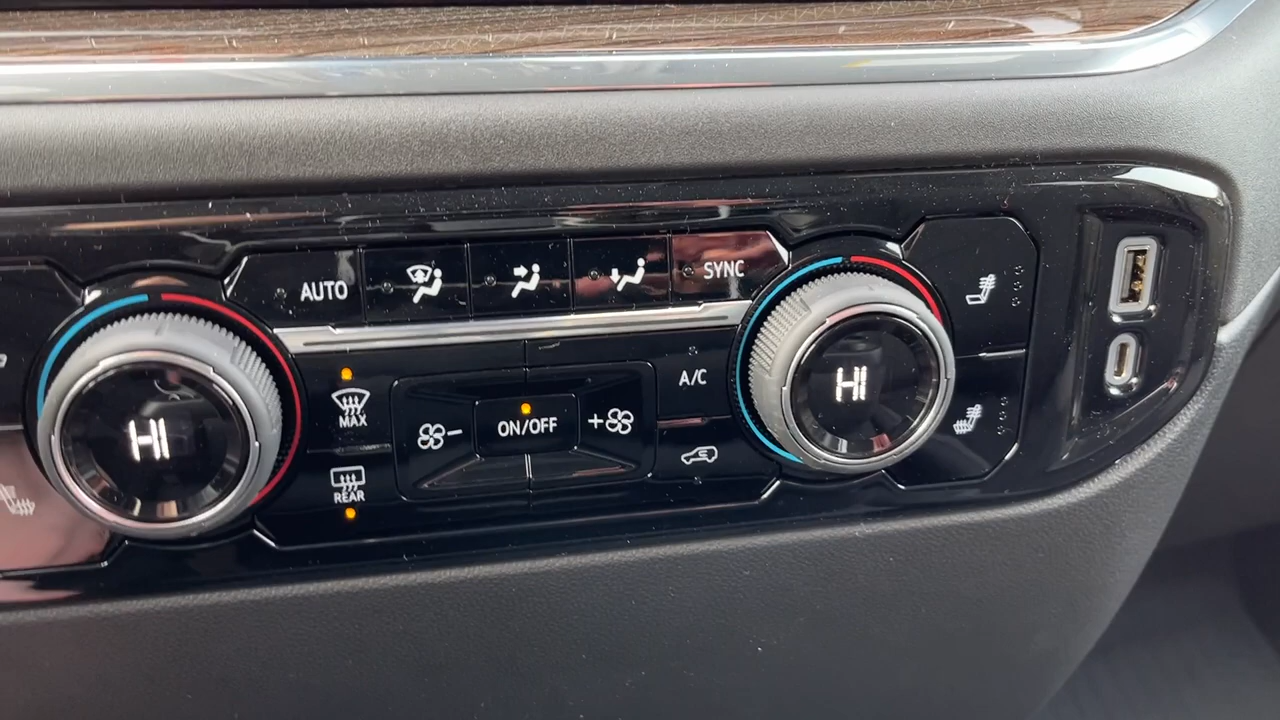 AUTO
SYNC
HI
MAX
ON/OFF
A/C
HI
REAR